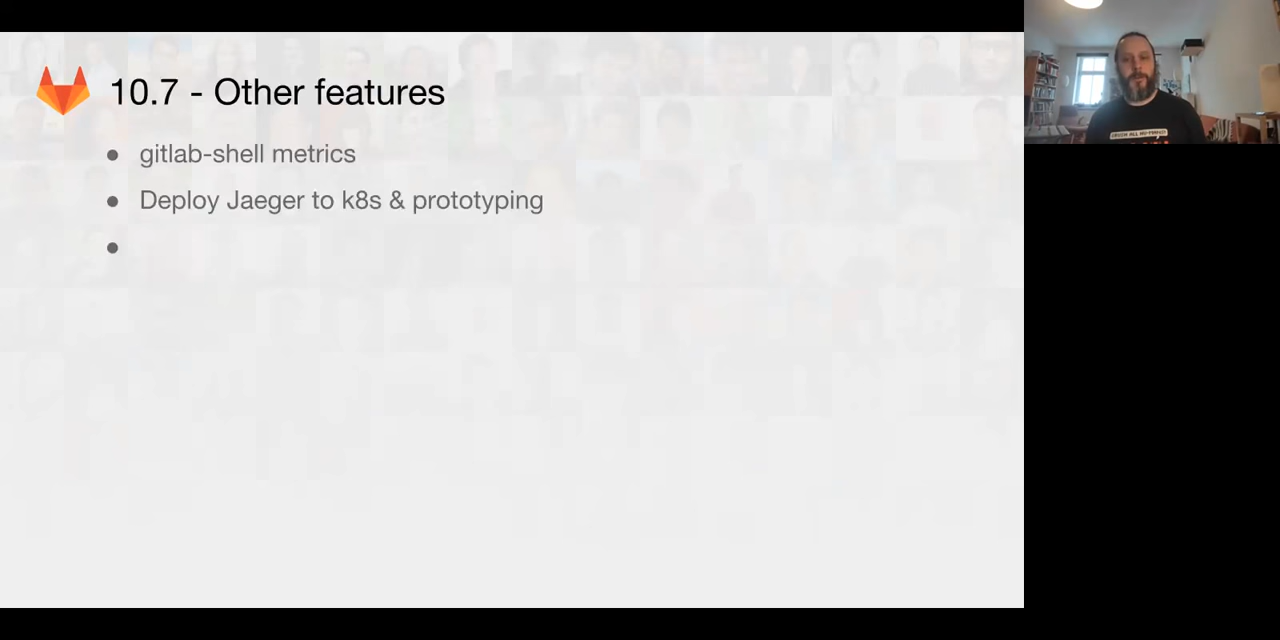 10.7 - Other features
● gitlab-shell metrics
● Deploy Jaeger to k8s & prototyping
●